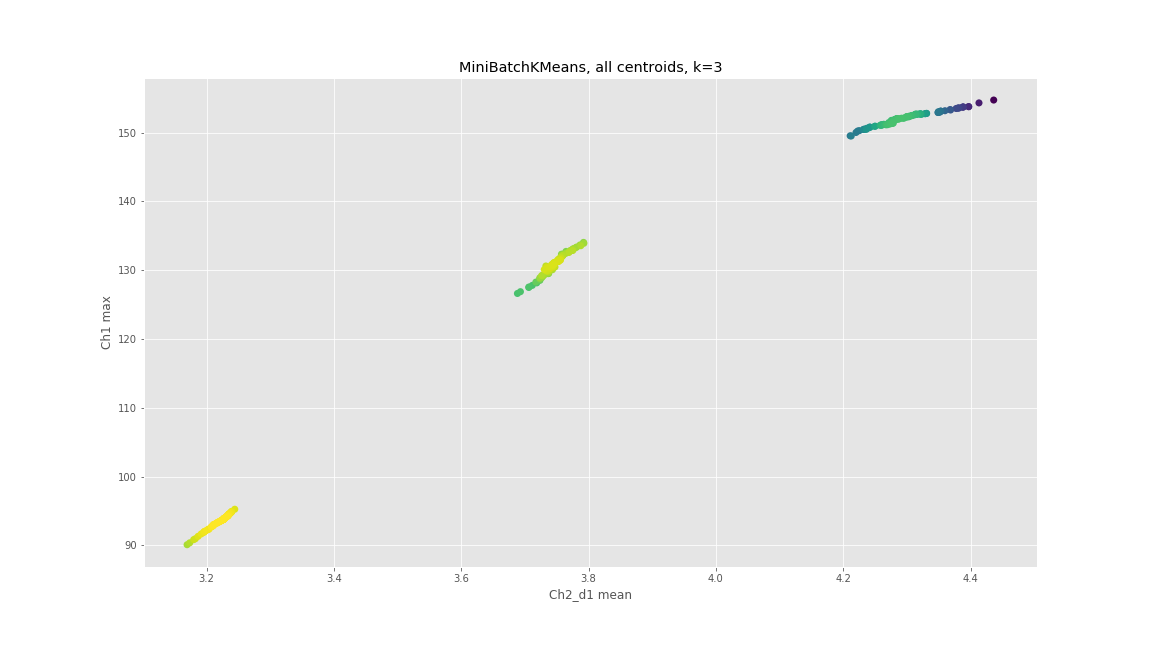 MiniBatchKMeans, all centroids, k=3
Ch1 max
150
140
130
120
110
100
90
3.2 3.4 3.6 3.8 4.0 4.2 4.4
Ch2_d1 mean